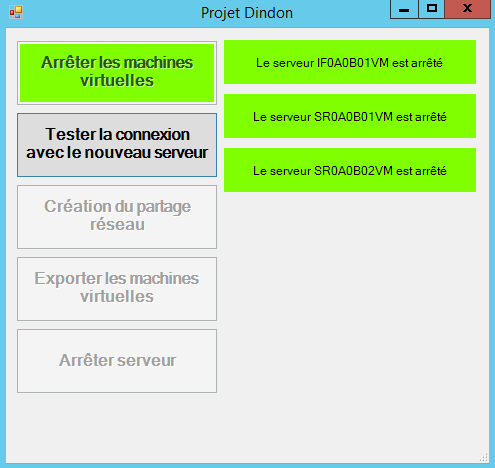 Projet Dindon
Arrêter les machines
virtuelles
Le serveur IF0A0B01VM est arrêté
Tester la connexion
avec le nouveau serveur
Le serveur SR0A0B01VM est arrêté
Le serveur SR0A0B02VM est arrêté
Création du partage
réseau
Exporter les machines
virtuelles
Arrêter serveur